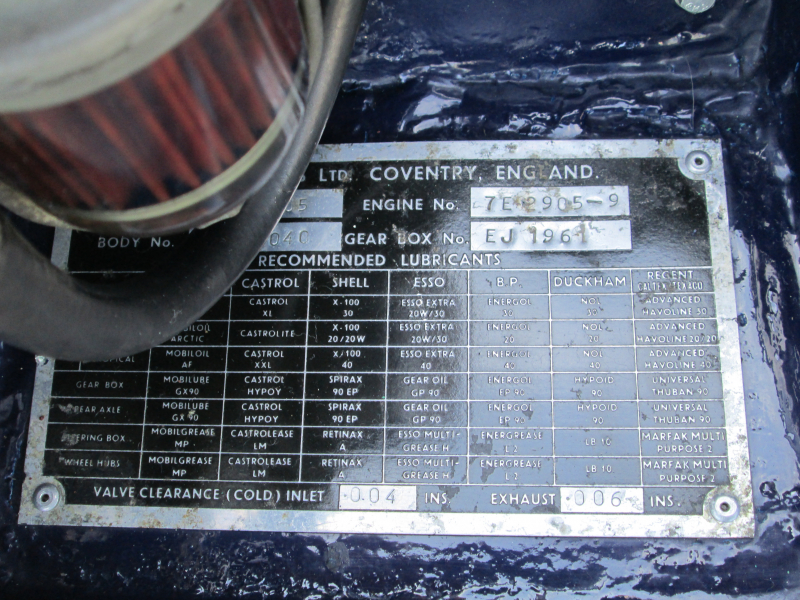 LTD. COVENTRY, ENGLAND.
5 ENGINE No. 7E 2905-9
BODY No. 04C GEAR BOX No. EJ 1961
RECOMMENDED LUBRICANTS
CASTROL SHELL ESSO B.P. DUCKHAM REGENT CALTEX TEXACO
CASTROL XL X-100 30 ESSO EXTRA 20W/30 ENERGOL 30 NOL 30 ADVANCED HAVOLINE 30
MOBILOIL ARCTIC CASTROLITE X-100 20/20W ESSO EXTRA 20W/30 ENERGOL 20 NOL 20 ADVANCED HAVOLINE 20/20
MOBILOIL AF CASTROL XXL X/100 40 ESSO EXTRA 40 ENERGOL 40 NOL 40 ADVANCED HAVOLINE 40
GEAR BOX MOBILUBE GX90 CASTROL HYPOY SPIRAX 90 EP GEAR OIL GP 90 ENERGOL EP 90 HYPOID 90 UNIVERSAL THUBAN 90
REAR AXLE MOBILUBE GX 90 CASTROL HYPOY SPIRAX 90 EP GEAR OIL GP 90 ENERGOL EP 90 HYPOID 90 UNIVERSAL THUBAN 90
STEERING BOX MOBILGREASE MP CASTROLEASE LM RETINAX A ESSO MULTI-GREASE H ENERGREASE L 2 LB 10 MARFAK MULTI PURPOSE 2
WHEEL HUBS MOBILGREASE MP CASTROLEASE LM RETINAX A ESSO MULTI-GREASE H ENERGREASE L 2 LB 10 MARFAK MULTI PURPOSE 2
VALVE CLEARANCE (COLD) INLET ·004 INS. EXHAUST ·006 INS.